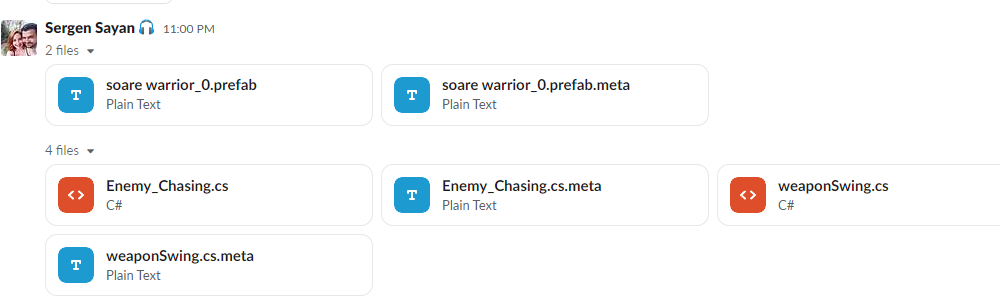 Sergen Sayan 11:00 PM
2 files
soare warrior_0.prefab
Plain Text
soare warrior_0.prefab.meta
Plain Text
4 files
Enemy_Chasing.cs
C#
Enemy_Chasing.cs.meta
Plain Text
weaponSwing.cs
C#
weaponSwing.cs.meta
Plain Text